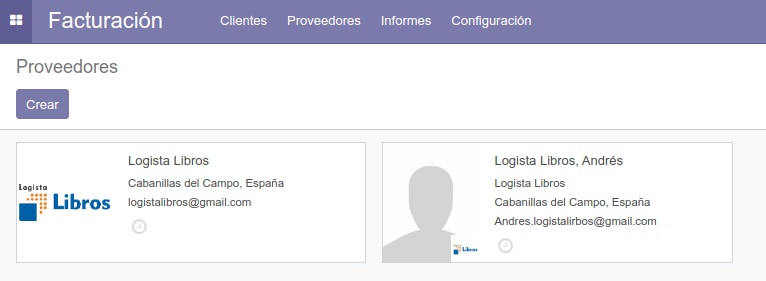 Facturación
Clientes Proveedores Informes Configuración
Proveedores
Crear
Logista
Libros
Logista Libros
Cabanillas del Campo, España
logistalibros@gmail.com
Logista Libros, Andrés
Logista Libros
Cabanillas del Campo, España
Andres.logistalirbos@gmail.com
Libros